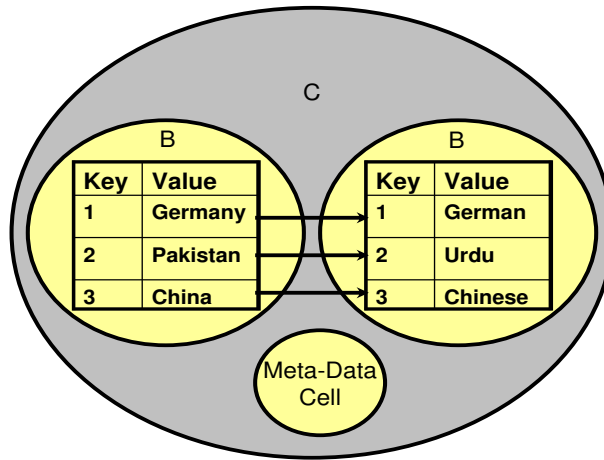 C
B
Key Value
1 Germany
2 Pakistan
3 China
B
Key Value
1 German
2 Urdu
3 Chinese
Meta-Data
Cell